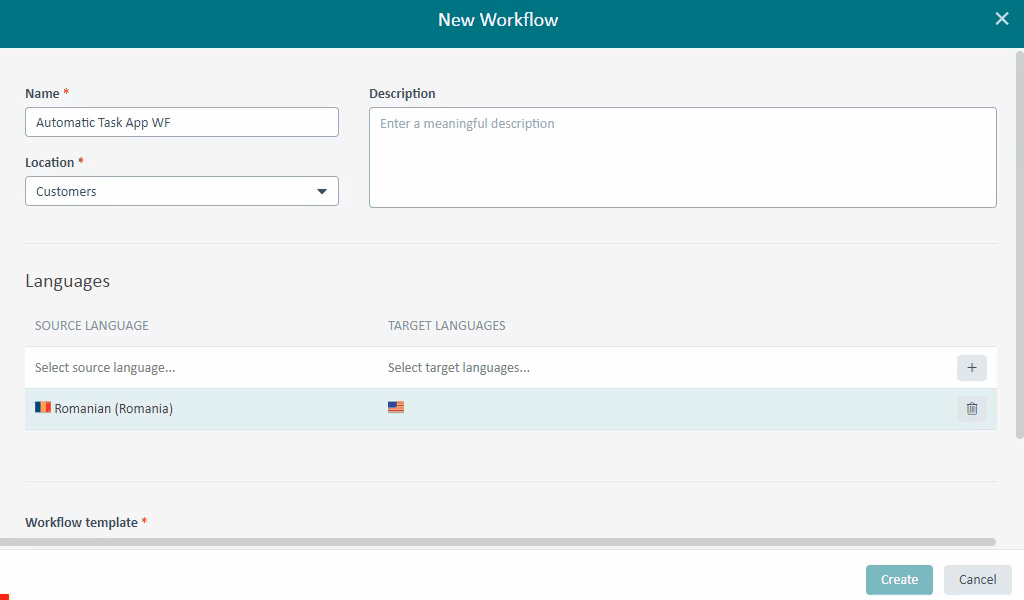 New Workflow
Name *
Automatic Task App WF
Description
Enter a meaningful description
Location *
Customers
Languages
SOURCE LANGUAGE TARGET LANGUAGES
Select source language... Select target languages...
Romanian (Romania)
Workflow template *
Create Cancel